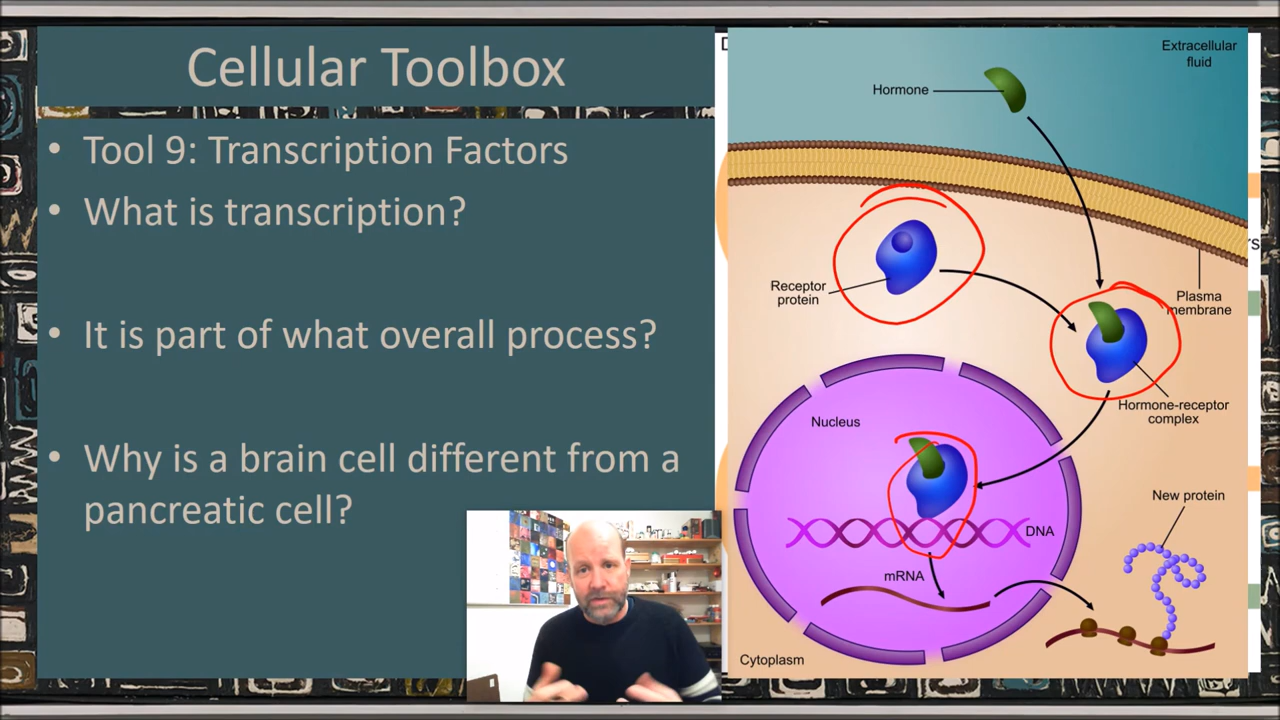 Cellular Toolbox
• Tool 9: Transcription Factors
• What is transcription?
• It is part of what overall process?
• Why is a brain cell different from a
pancreatic cell?
Extracellular
fluid
Hormone
Receptor
protein
Plasma
membrane
Hormone-receptor
complex
Nucleus
New protein
DNA
mRNA
Cytoplasm
rs